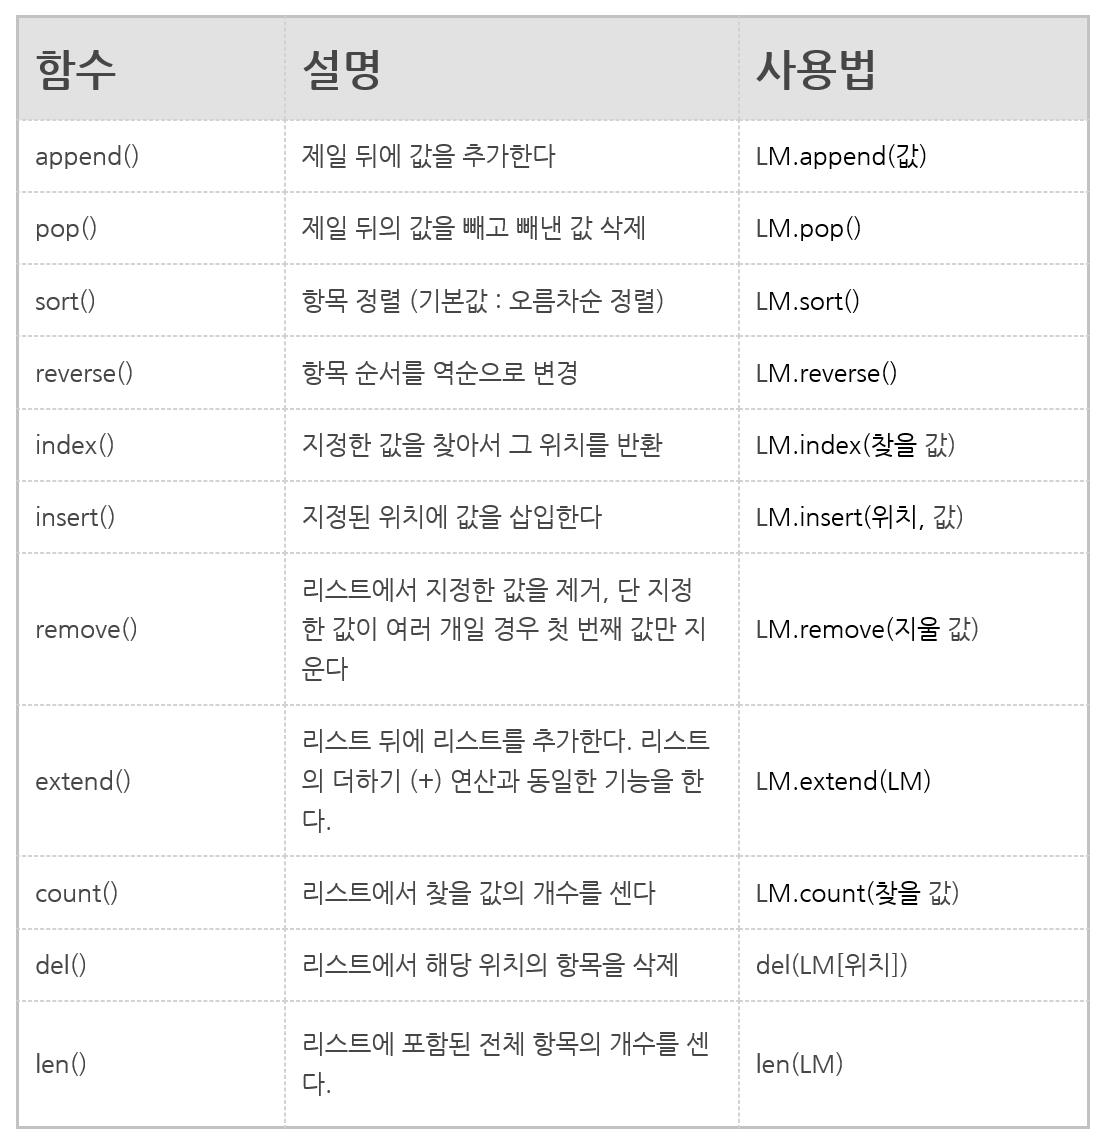 함수 설명 사용법
append() 제일 뒤에 값을 추가한다 LM.append(값)
pop() 제일 뒤의 값을 빼고 빼낸 값 삭제 LM.pop()
sort() 항목 정렬 (기본값 : 오름차순 정렬) LM.sort()
reverse() 항목 순서를 역순으로 변경 LM.reverse()
index() 지정한 값을 찾아서 그 위치를 반환 LM.index(찾을 값)
insert() 지정된 위치에 값을 삽입한다 LM.insert(위치, 값)
리스트에서 지정한 값을 제거, 단 지정
remove() 한 값이 여러 개일 경우 첫 번째 값만 지 LM.remove(지울 값)
운다
리스트 뒤에 리스트를 추가한다. 리스트
extend() 의 더하기 (+) 연산과 동일한 기능을 한 LM.extend(LM)
다.
count() 리스트에서 찾을 값의 개수를 센다 LM.count(찾을 값)
del() 리스트에서 해당 위치의 항목을 삭제 del(LM[위치])
len() 리스트에 포함된 전체 항목의 개수를 센 len(LM)
다.